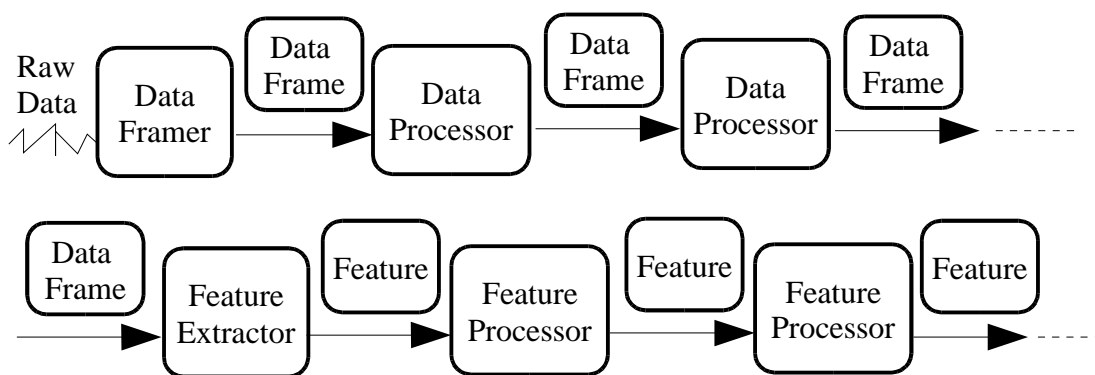 Raw
Data
Data
Framer
Data
Frame
Data
Processor
Data
Frame
Data
Processor
Data
Frame
Data
Frame
Feature
Extractor
Feature
Feature
Processor
Feature
Feature
Processor
Feature